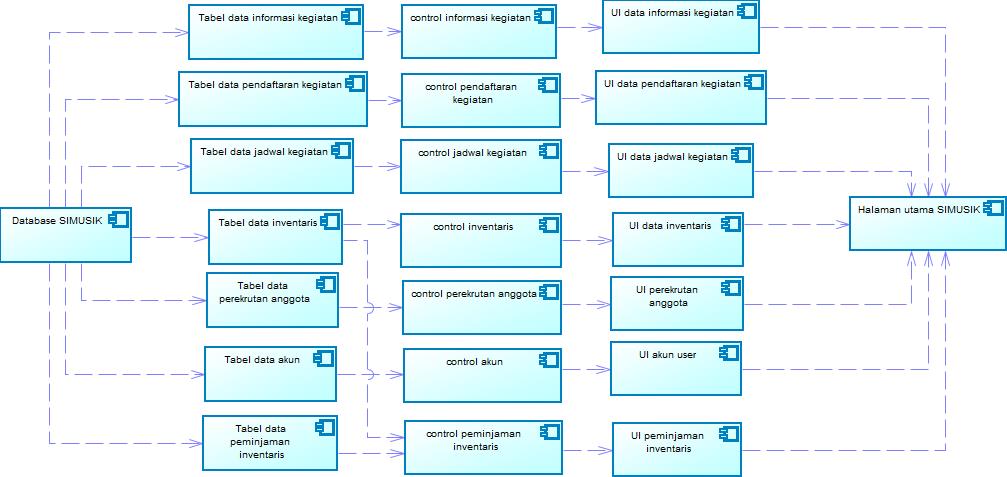 Tabel data informasi kegiatan
control informasi kegiatan
UI data informasi kegiatan
Tabel data pendaftaran kegiatan
control pendaftaran
kegiatan
UI data pendaftaran kegiatan
Tabel data jadwal kegiatan
control jadwal kegiatan
UI data jadwal kegiatan
Database SIMUSIK
Tabel data inventaris
control inventaris
UI data inventaris
Halaman utama SIMUSIK
Tabel data
perekrutan anggota
control perekrutan anggota
UI perekrutan
anggota
Tabel data akun
control akun
UI akun user
Tabel data
peminjaman
inventaris
control peminjaman
inventaris
UI peminjaman
inventaris